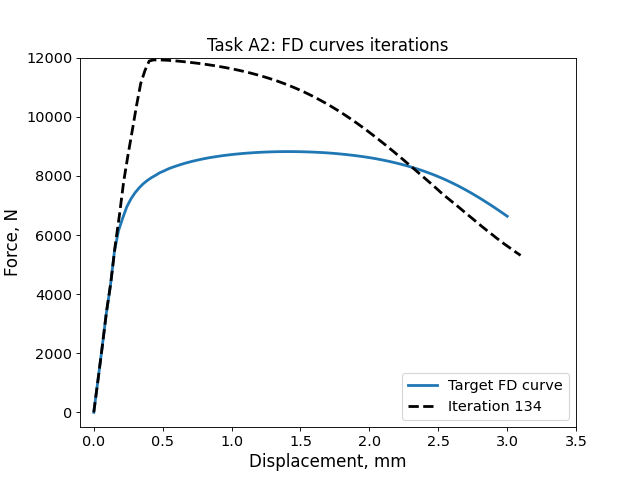 Task A2: FD curves iterations
Force, N
12000
10000
8000
6000
4000
2000
0
0.0 0.5 1.0 1.5 2.0 2.5 3.0 3.5
Displacement, mm
Target FD curve
Iteration 134